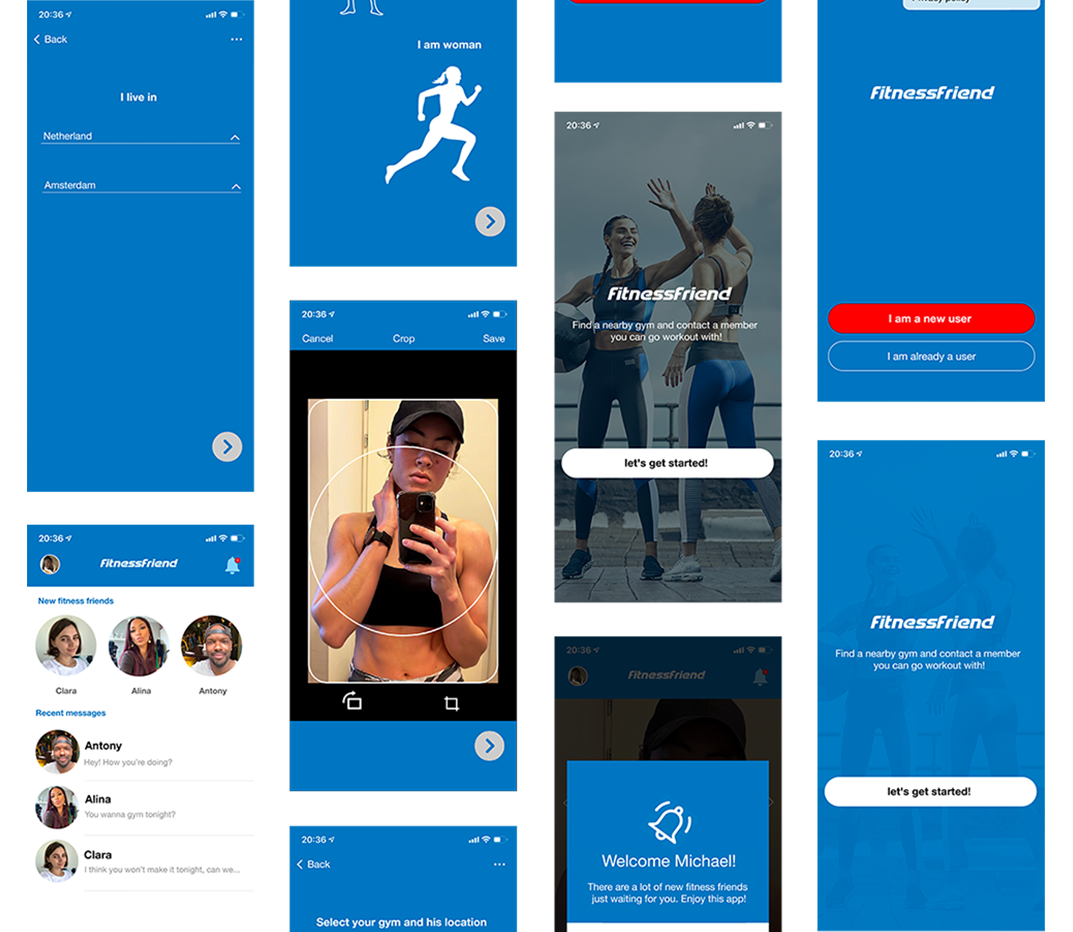 20:36
Back
I live in
Netherland
Amsterdam
20:36
fitnessfriend
New fitness friends
Clara
Alina
Antony
Recent messages
Antony
Hey! How you're doing?
Alina
You wanna gym tonight?
Clara
I think you won't make it tonight, can we...
I am woman
20:36
Cancel
Crop
Save
20:36
Back
Select your gym and his location
20:36
fitnessfriend
Find a nearby gym and contact a member
you can go workout with!
let's get started!
20:36
fitnessfriend
Welcome Michael!
There are a lot of new fitness friends
just waiting for you. Enjoy this app!
Privacy policy
fitnessfriend
I am a new user
I am already a user
20:36
fitnessfriend
Find a nearby gym and contact a member
you can go workout with!
let's get started!